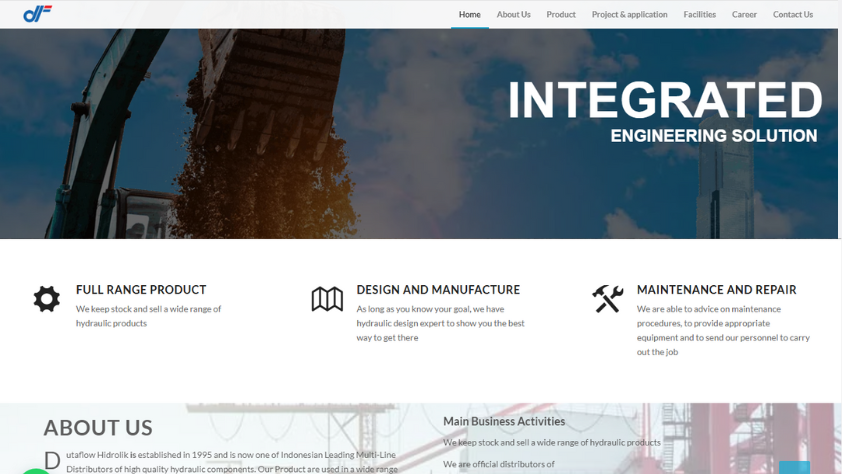 Home About Us Product Project & application Facilities Career Contact Us
INTEGRATED
ENGINEERING SOLUTION
FULL RANGE PRODUCT
We keep stock and sell a wide range of
hydraulic products
DESIGN AND MANUFACTURE
As long as you know your goal, we have
hydraulic design expert to show you the best
way to get there
MAINTENANCE AND REPAIR
We are able to advice on maintenance
procedures, to provide appropriate
equipment and to send our personnel to carry
out the job
ABOUT US
Dutaflow Hidrolik is established in 1995 and is now one of Indonesian Leading Multi-Line
Distributors of high quality hydraulic components. Our Product are used in a wide range
Main Business Activities
We keep stock and sell a wide range of hydraulic products
We are official distributors of